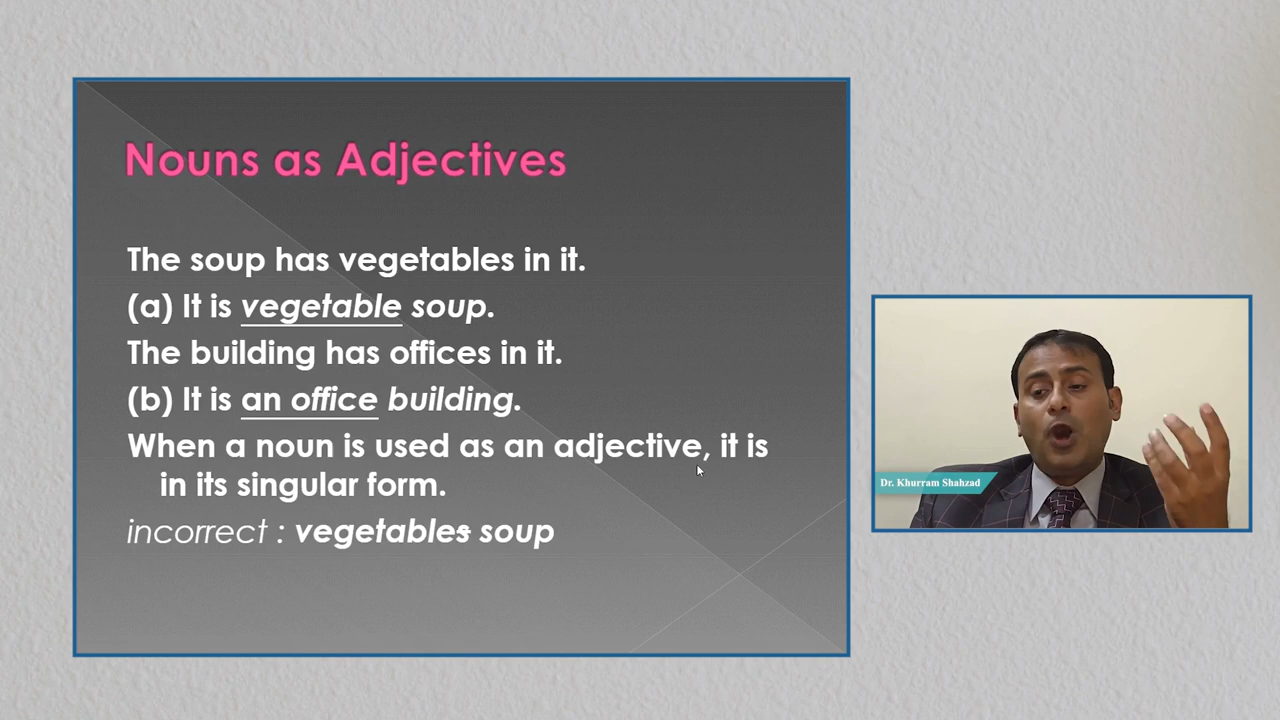 Nouns as Adjectives
The soup has vegetables in it.
(a) It is vegetable soup.
The building has offices in it.
(b) It is an office building.
When a noun is used as an adjective, it is
in its singular form.
incorrect : vegetables soup
Dr. Khurram Shahzad